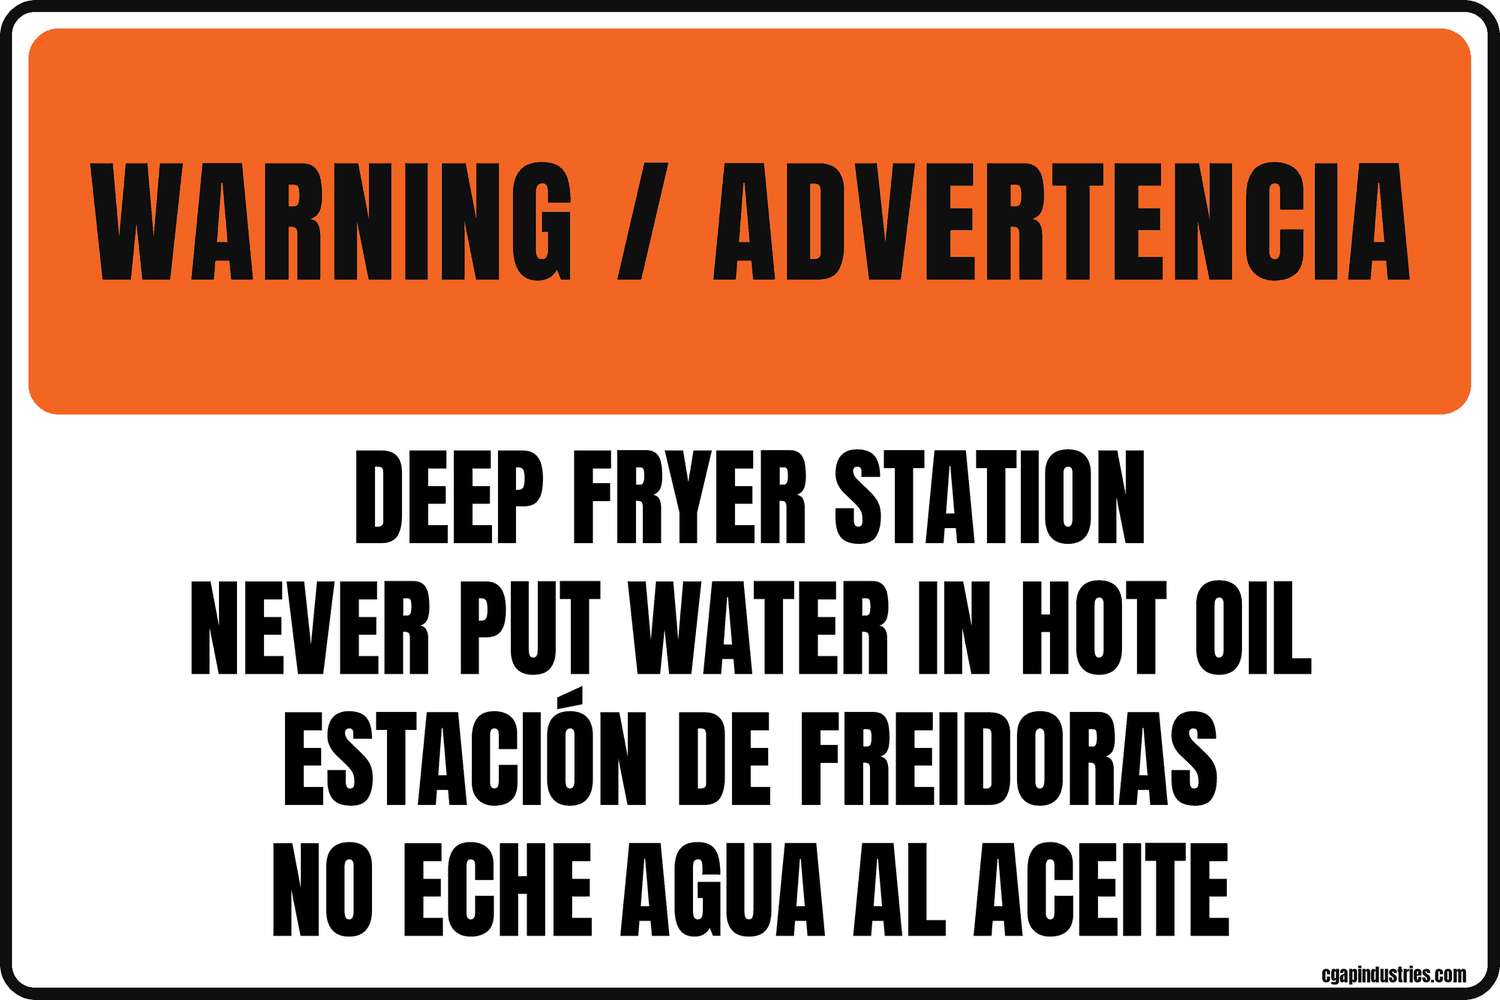 WARNING / ADVERTENCIA
DEEP FRYER STATION
NEVER PUT WATER IN HOT OIL
ESTACIÓN DE FREIDORAS
NO ECHE AGUA AL ACEITE
cgapindustries.com